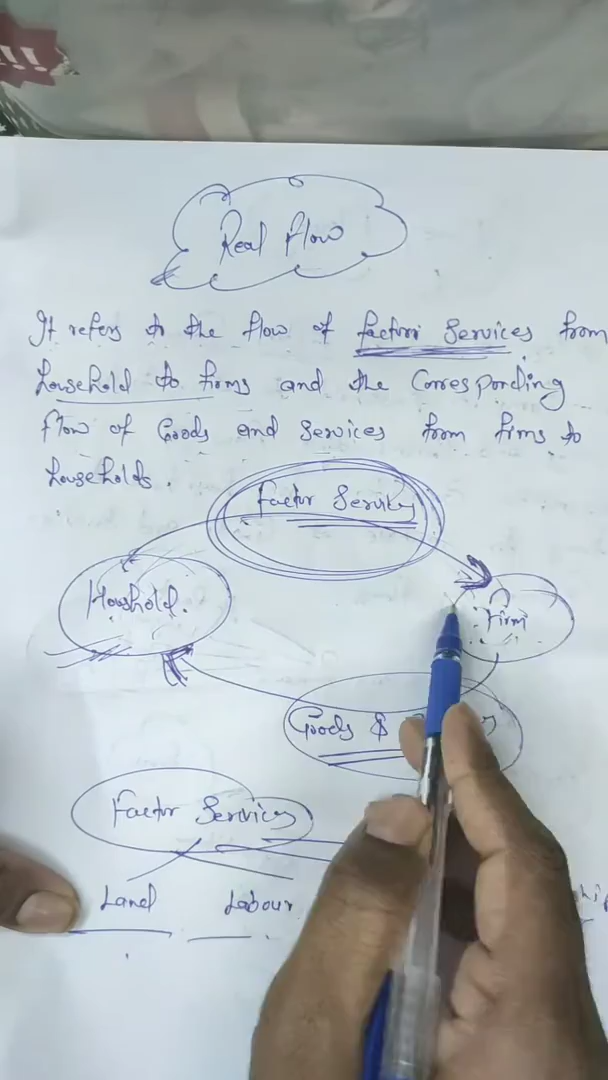 !!!
Real flow
It refers to the flow of factor Services from
household to firms and the Corresponding
flow of Goods and Services from firms to
households.
Factor Services
Houshold.
Firm
Goods &
Factor Services
Land Labour